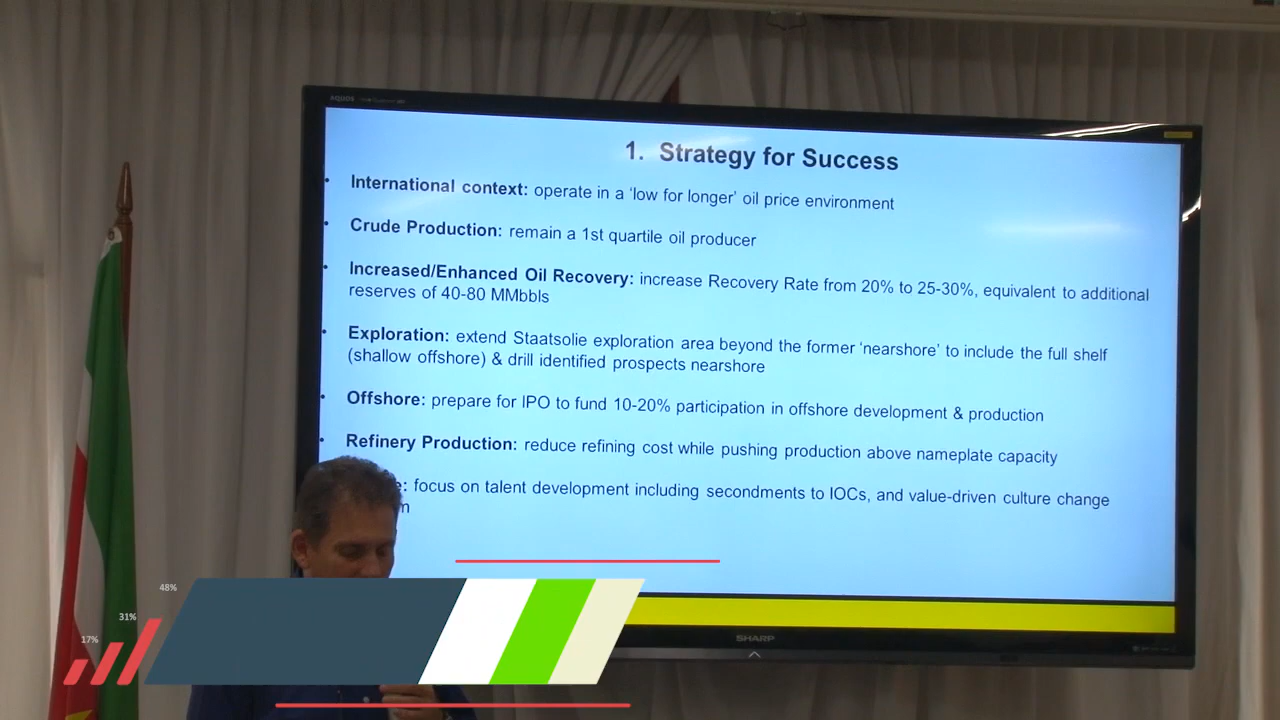 AQUOS
1. Strategy for Success
• International context: operate in a ‘low for longer’ oil price environment
• Crude Production: remain a 1st quartile oil producer
• Increased/Enhanced Oil Recovery: increase Recovery Rate from 20% to 25-30%, equivalent to additional
reserves of 40-80 MMbbls
• Exploration: extend Staatsolie exploration area beyond the former ‘nearshore’ to include the full shelf
(shallow offshore) & drill identified prospects nearshore
• Offshore: prepare for IPO to fund 10-20% participation in offshore development & production
• Refinery Production: reduce refining cost while pushing production above nameplate capacity
focus on talent development including secondments to IOCs, and value-driven culture change
48%
31%
17%
SHARP